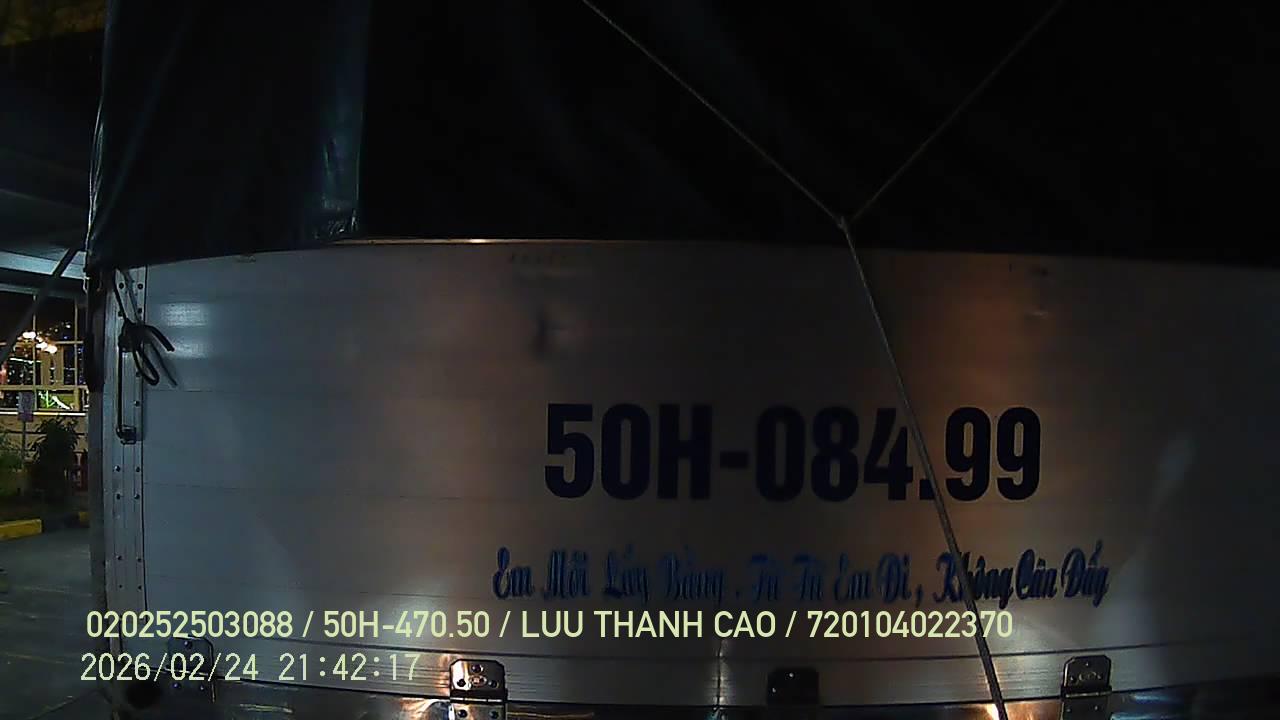 50H-084.99
Em Mới Lấy Bằng . Từ Từ Em Đi , Không Cần Đẩy
020252503088 / 50H-470.50 / LUU THANH CAO / 720104022370
2026/02/24 21:42:17